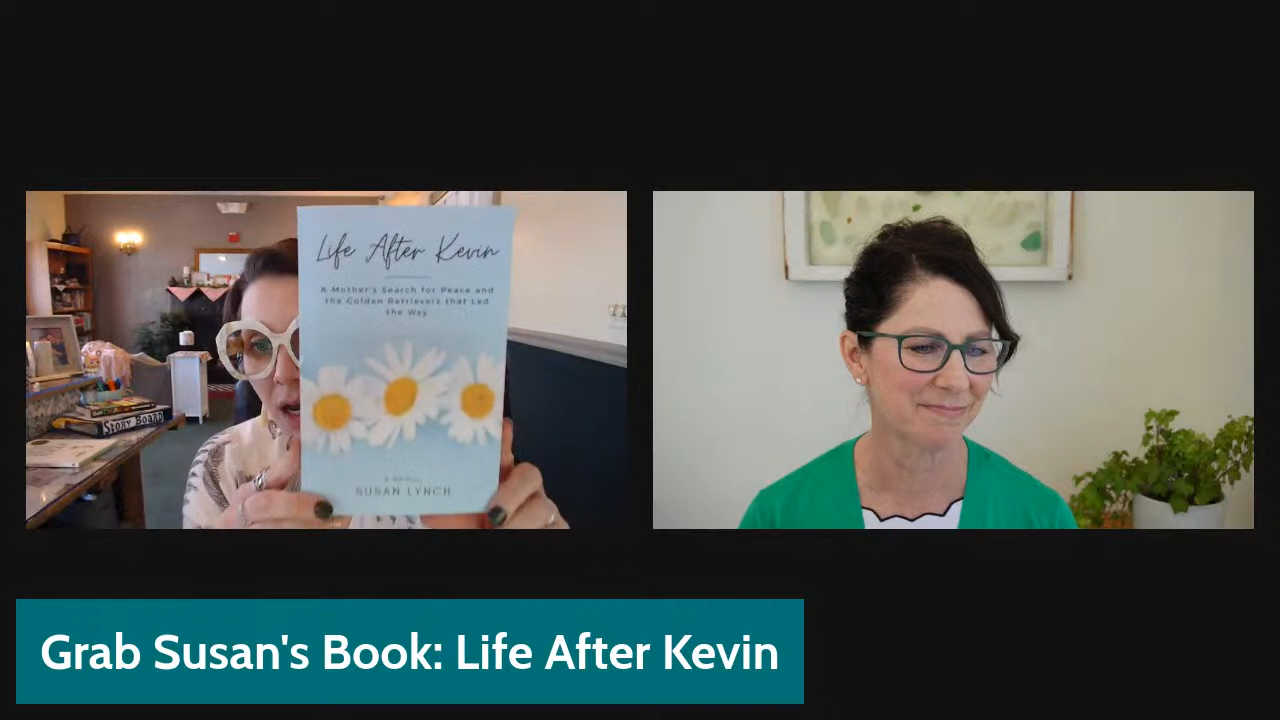 Life After Kevin
A Mother's Search for Peace and
the Golden Retrievers that Led
the Way
SUSAN LYNCH
STORY BOARD
Grab Susan's Book: Life After Kevin